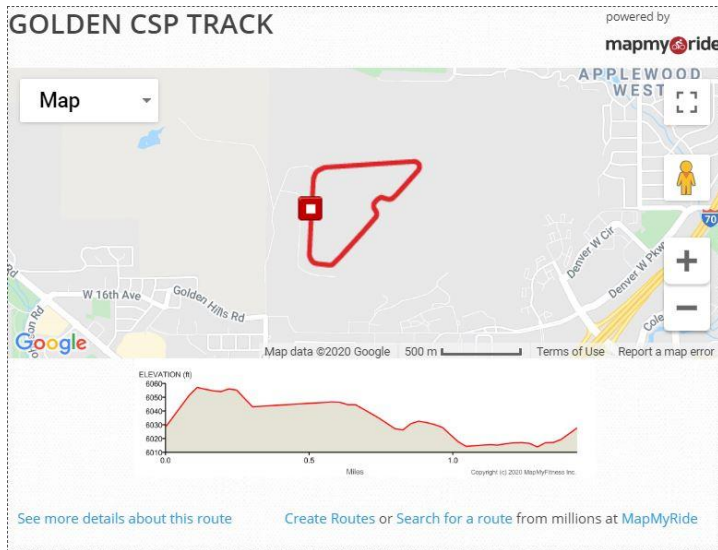 GOLDEN CSP TRACK
powered by
mapmyride
Map
APPLEWOOD
WEST
70
Denver W Cir
Denver W Pkwy
W 16th Ave
Golden Hills Rd
Rd
son Rd
Cole
+
−
Google
Map data ©2020 Google
500 m
Terms of Use
Report a map error
ELEVATION (ft)
6060
6050
6040
6030
6020
6010
0.0
0.5
1.0
Miles
Copyright (c) 2020 MapMyFitness Inc.
See more details about this route
Create Routes or Search for a route from millions at MapMyRide